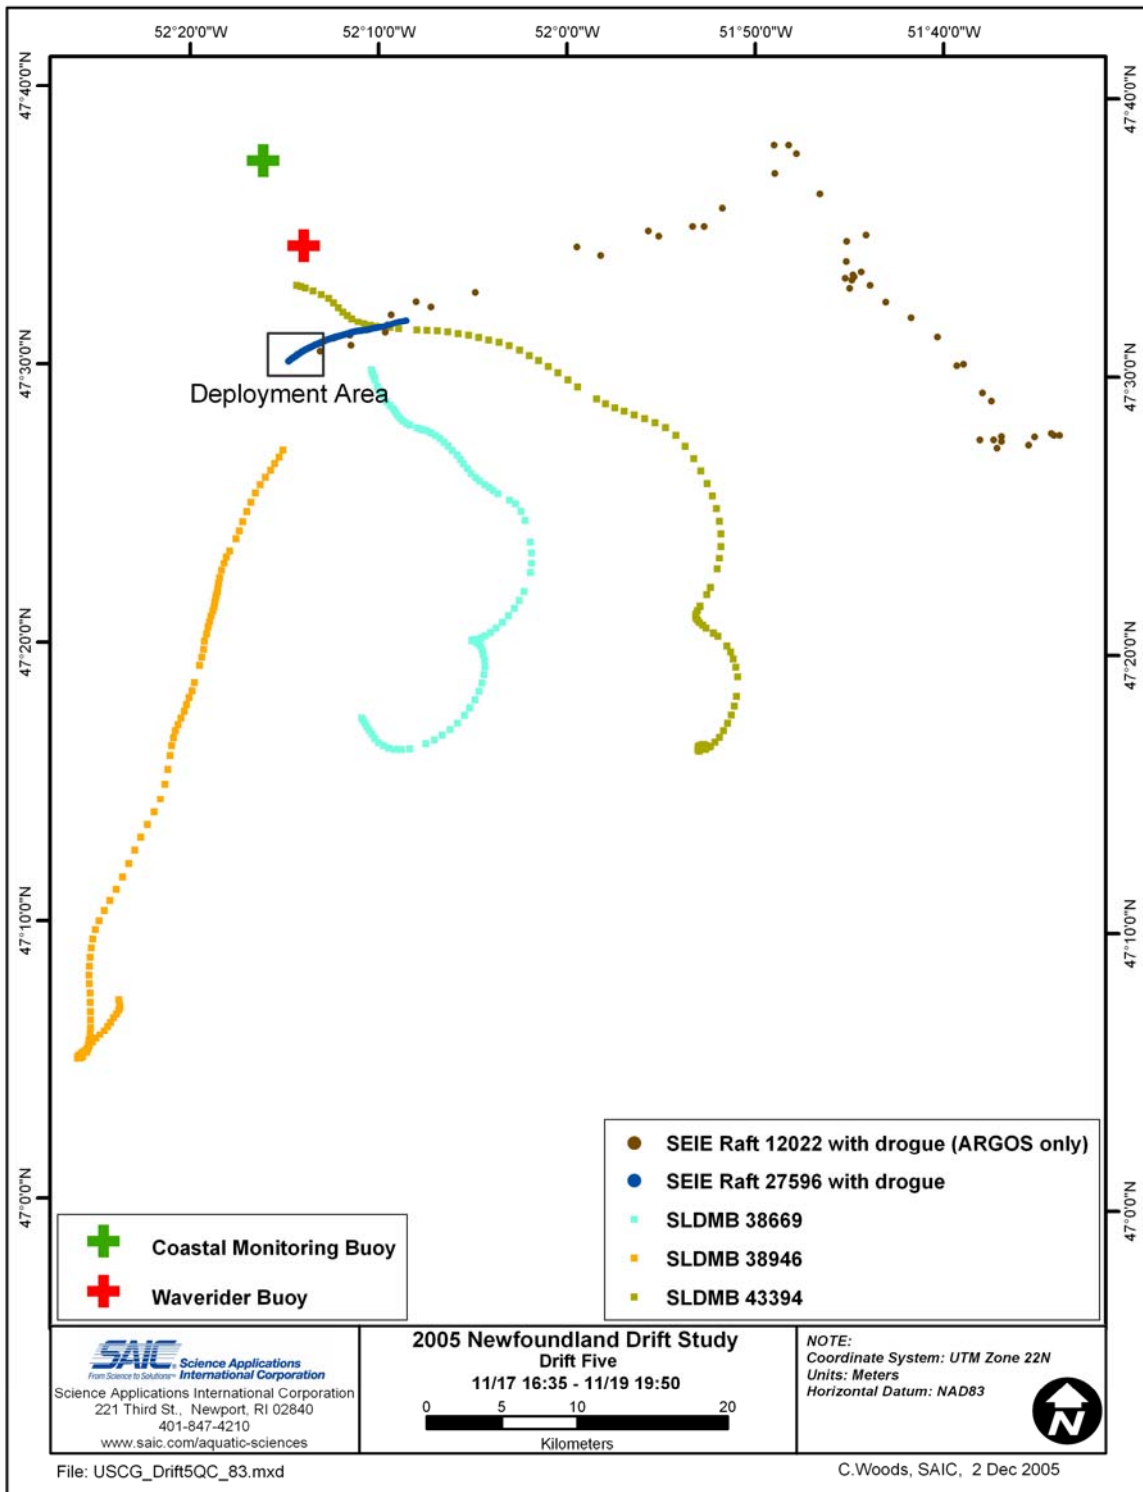 52°20'0"W 52°10'0"W 52°0'0"W 51°50'0"W 51°40'0"W
47°40'0"N
47°40'0"N
47°30'0"N
47°30'0"N
Deployment Area
47°20'0"N
47°20'0"N
47°10'0"N
47°10'0"N
47°0'0"N
47°0'0"N
SEIE Raft 12022 with drogue (ARGOS only)
SEIE Raft 27596 with drogue
SLDMB 38669
SLDMB 38946
SLDMB 43394
Coastal Monitoring Buoy
Waverider Buoy
SAIC Science Applications
International Corporation
From Science to Solutions™
Science Applications International Corporation
221 Third St., Newport, RI 02840
401-847-4210
www.saic.com/aquatic-sciences
2005 Newfoundland Drift Study
Drift Five
11/17 16:35 - 11/19 19:50
0 5 10 20
Kilometers
NOTE:
Coordinate System: UTM Zone 22N
Units: Meters
Horizontal Datum: NAD83
N
File: USCG_Drift5QC_83.mxd
C.Woods, SAIC, 2 Dec 2005